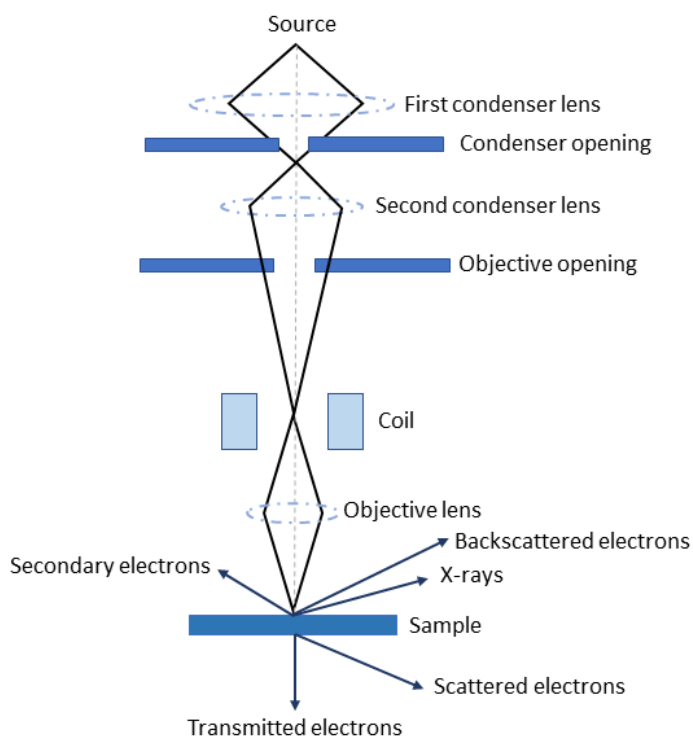 Source
First condenser lens
Condenser opening
Second condenser lens
Objective opening
Coil
Objective lens
Backscattered electrons
Secondary electrons
X-rays
Sample
Scattered electrons
Transmitted electrons